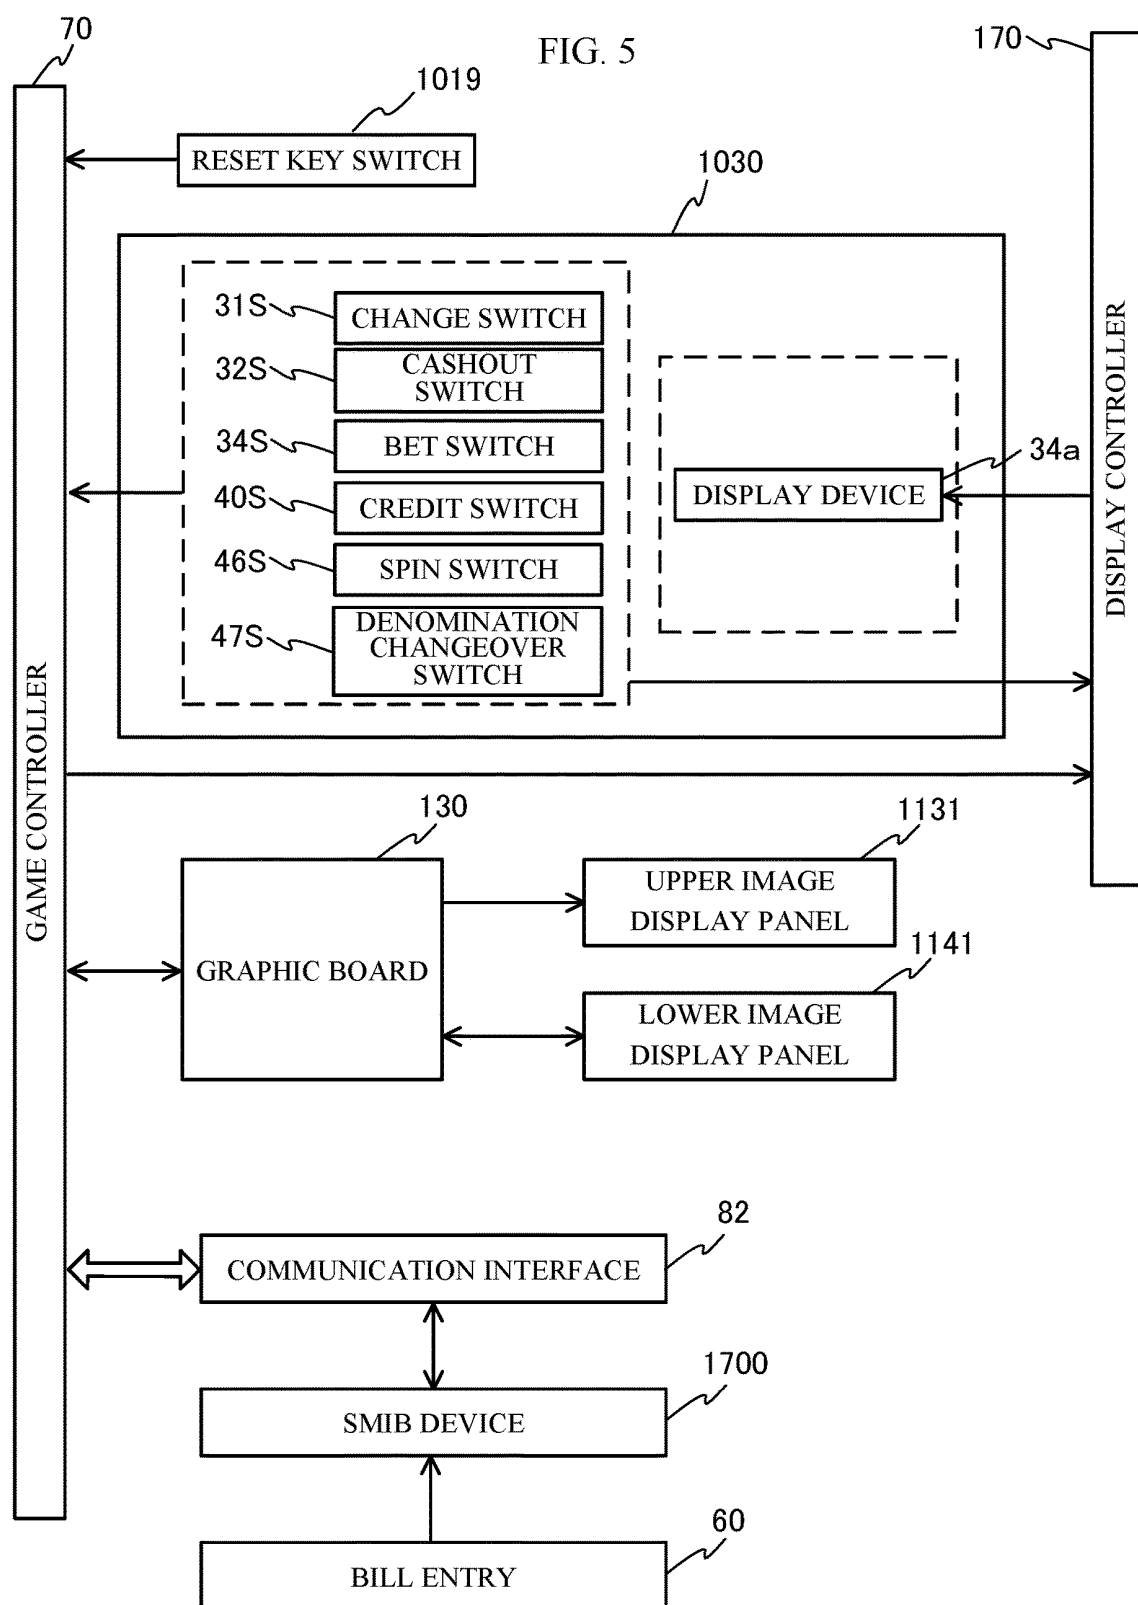 FIG. 5
70
170
1019
RESET KEY SWITCH
1030
31S
CHANGE SWITCH
32S
CASHOUT
SWITCH
34S
BET SWITCH
40S
CREDIT SWITCH
46S
SPIN SWITCH
47S
DENOMINATION
CHANGEOVER
SWITCH
34a
DISPLAY DEVICE
DISPLAY CONTROLLER
GAME CONTROLLER
130
GRAPHIC BOARD
1131
UPPER IMAGE
DISPLAY PANEL
1141
LOWER IMAGE
DISPLAY PANEL
82
COMMUNICATION INTERFACE
1700
SMIB DEVICE
60
BILL ENTRY